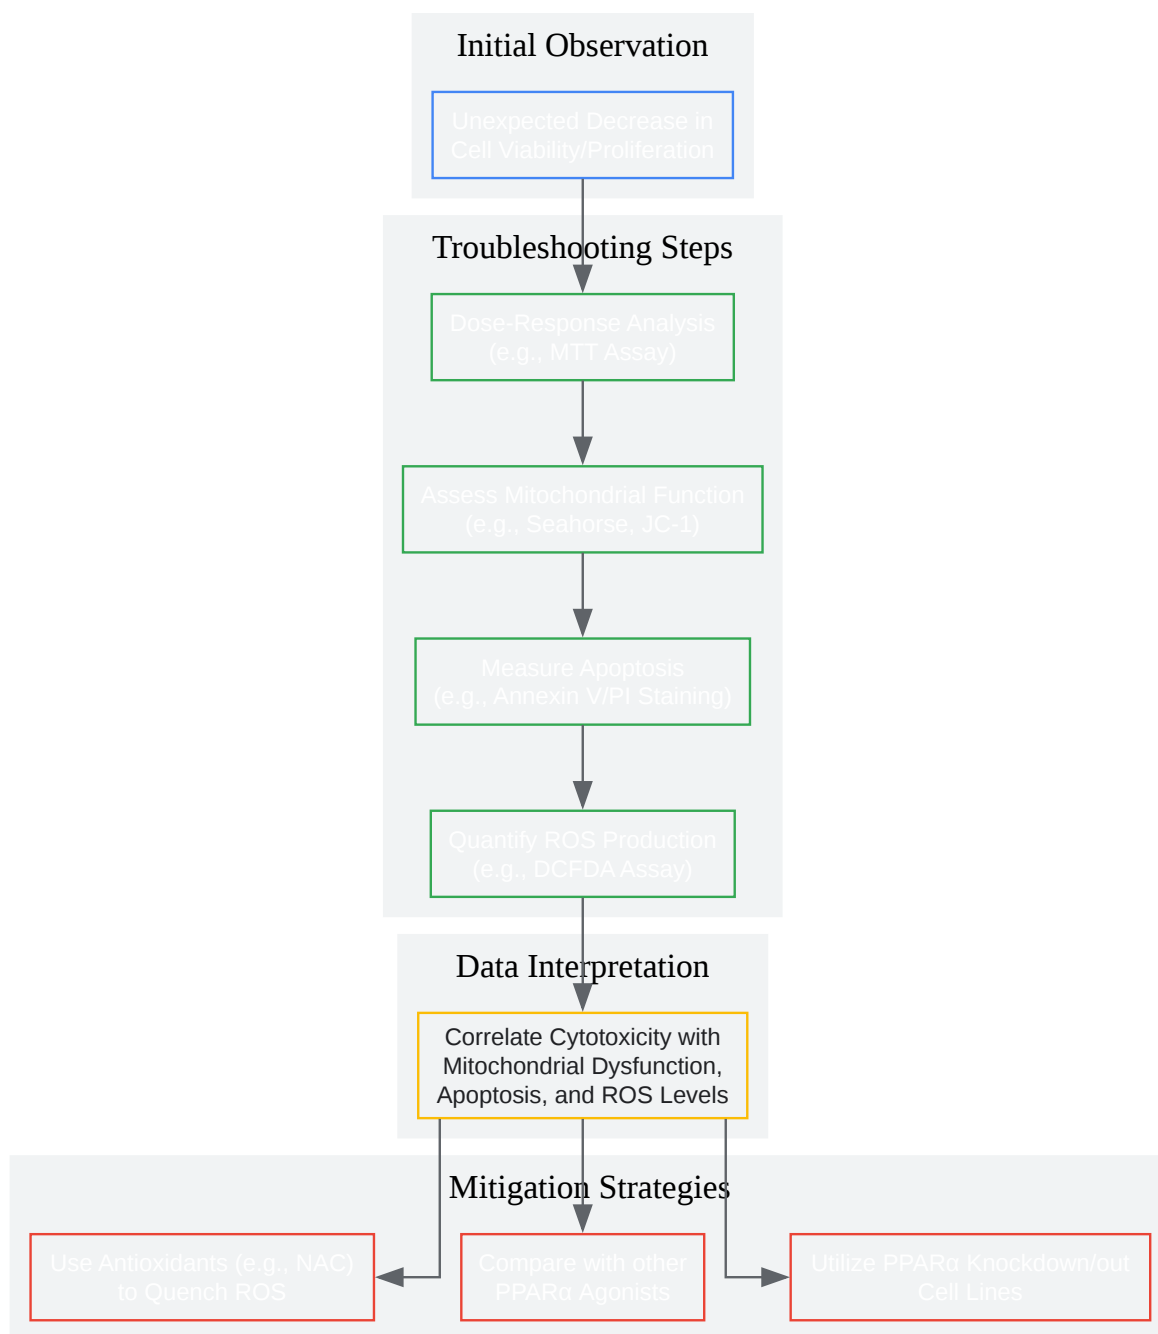 Initial Observation
Unexpected Decrease in
Cell Viability/Proliferation
Troubleshooting Steps
Dose-Response Analysis
(e.g., MTT Assay)
Assess Mitochondrial Function
(e.g., Seahorse, JC-1)
Measure Apoptosis
(e.g., Annexin V/PI Staining)
Quantify ROS Production
(e.g., DCFDA Assay)
Data Interpretation
Correlate Cytotoxicity with
Mitochondrial Dysfunction,
Apoptosis, and ROS Levels
Mitigation Strategies
Use Antioxidants (e.g., NAC)
to Quench ROS
Compare with other
PPARα Agonists
Utilize PPARα Knockdown/out
Cell Lines